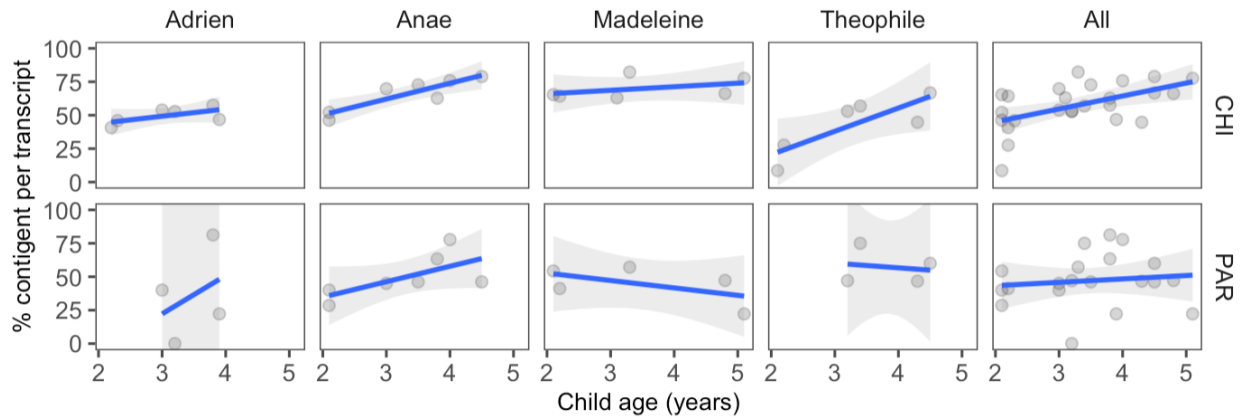 Adrien Anae Madeleine Theophile All
% contigent per transcript
100
75
50
25
0
CHI
100
75
50
25
0
PAR
2 3 4 5 2 3 4 5 2 3 4 5 2 3 4 5 2 3 4 5
Child age (years)